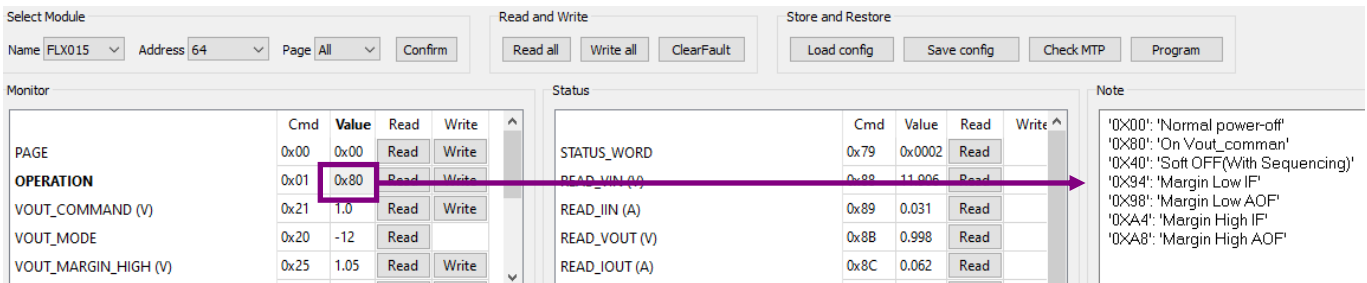 Select Module
Read and Write
Store and Restore
Name FLX015 Address 64 Page All Confirm
Read all Write all ClearFault
Load config Save config Check MTP Program
Monitor
Status
Note
Cmd Value Read Write
PAGE 0x00 0x00 Read Write
OPERATION 0x01 0x80 Read Write
VOUT_COMMAND (V) 0x21 1.0 Read Write
VOUT_MODE 0x20 -12 Read
VOUT_MARGIN_HIGH (V) 0x25 1.05 Read Write
Cmd Value Read Write
STATUS_WORD 0x79 0x0002 Read
READ_VIN (V) 0x88 11.906 Read
READ_IIN (A) 0x89 0.031 Read
READ_VOUT (V) 0x8B 0.998 Read
READ_IOUT (A) 0x8C 0.062 Read
'0X00': 'Normal power-off'
'0X80': 'On Vout_comman'
'0X40': 'Soft OFF(With Sequencing)'
'0X94': 'Margin Low IF'
'0X98': 'Margin Low AOF'
'0XA4': 'Margin High IF'
'0XA8': 'Margin High AOF'